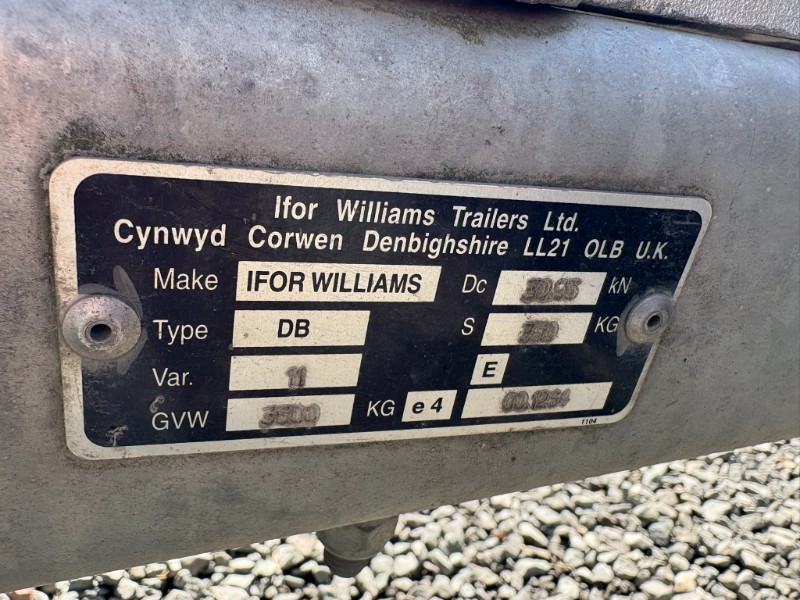 Ifor Williams Trailers Ltd.
Cynwyd Corwen Denbighshire LL21 OLB U.K.
Make IFOR WILLIAMS Dc kN
Type DB S KG
Var. 11 E
GVW 3500 KG e4
1104